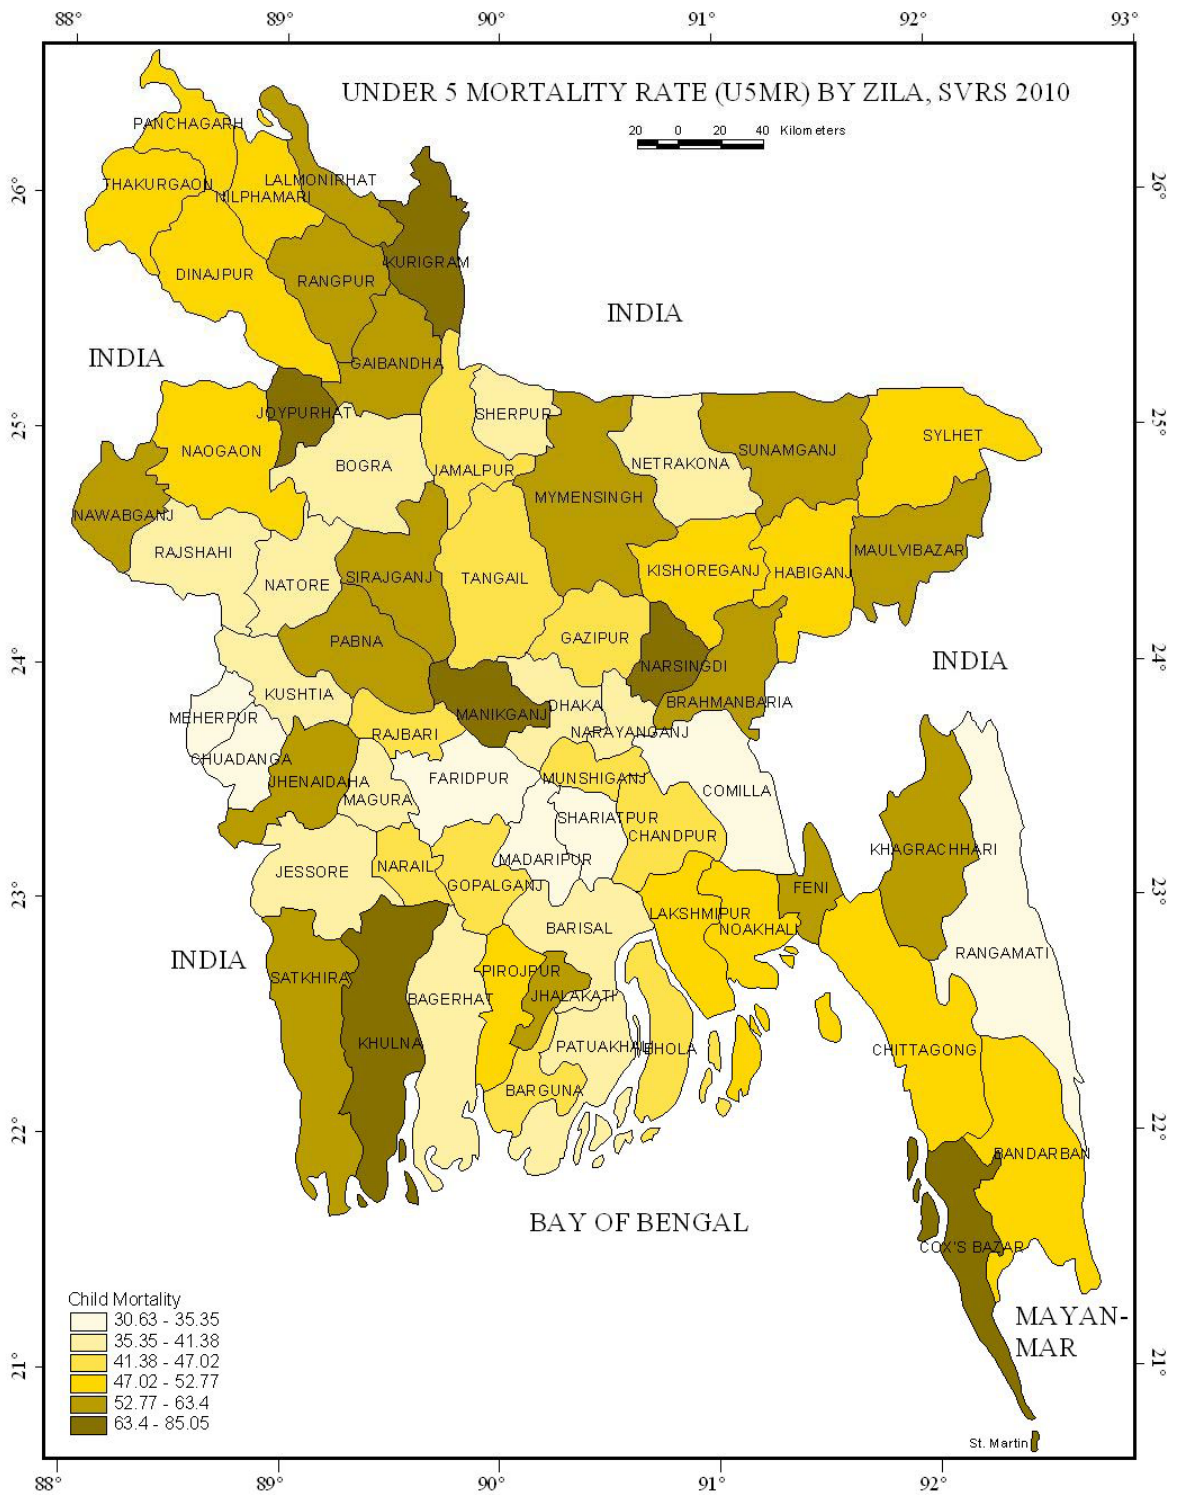 88° 89° 90° 91° 92° 93°
UNDER 5 MORTALITY RATE (U5MR) BY ZILA, SVRS 2010
20 0 20 40 Kilometers
PANCHAGARH
THAKURGAON
LALMONIRHAT
NILPHAMARI
26°
26°
DINAJPUR
RANGPUR
KURIGRAM
INDIA
INDIA
GAIBANDHA
JOYPURHAT
SHERPUR
25°
25°
NAOGAON
BOGRA
JAMALPUR
NETRAKONA
SUNAMGANJ
SYLHET
MYMENSINGH
NAWABGANJ
RAJSHAHI
NATORE
SIRAJGANJ
TANGAIL
KISHOREGANJ
HABIGANJ
MAULVIBAZAR
PABNA
GAZIPUR
24°
24°
NARSINGDI
INDIA
KUSHTIA
MEHERPUR
MANIKGANJ
DHAKA
BRAHMANBARIA
RAJBARI
NARAYANGANJ
CHUADANGA
JHENAIDAHA
FARIDPUR
MUNSHIGANJ
MAGURA
COMILLA
SHARIATPUR
CHANDPUR
JESSORE
NARAIL
MADARIPUR
KHAGRACHHARI
GOPALGANJ
FENI
23°
23°
BARISAL
LAKSHMIPUR
NOAKHALI
INDIA
RANGAMATI
SATKHIRA
PIROJPUR
BAGERHAT
JHALAKATI
KHULNA
PATUAKHALI
BHOLA
CHITTAGONG
BARGUNA
22°
22°
BANDARBAN
BAY OF BENGAL
COX'S BAZAR
MAYAN-
MAR
Child Mortality
30.63 - 35.35
35.35 - 41.38
41.38 - 47.02
47.02 - 52.77
52.77 - 63.4
63.4 - 85.05
21°
21°
St. Martin
88° 89° 90° 91° 92°